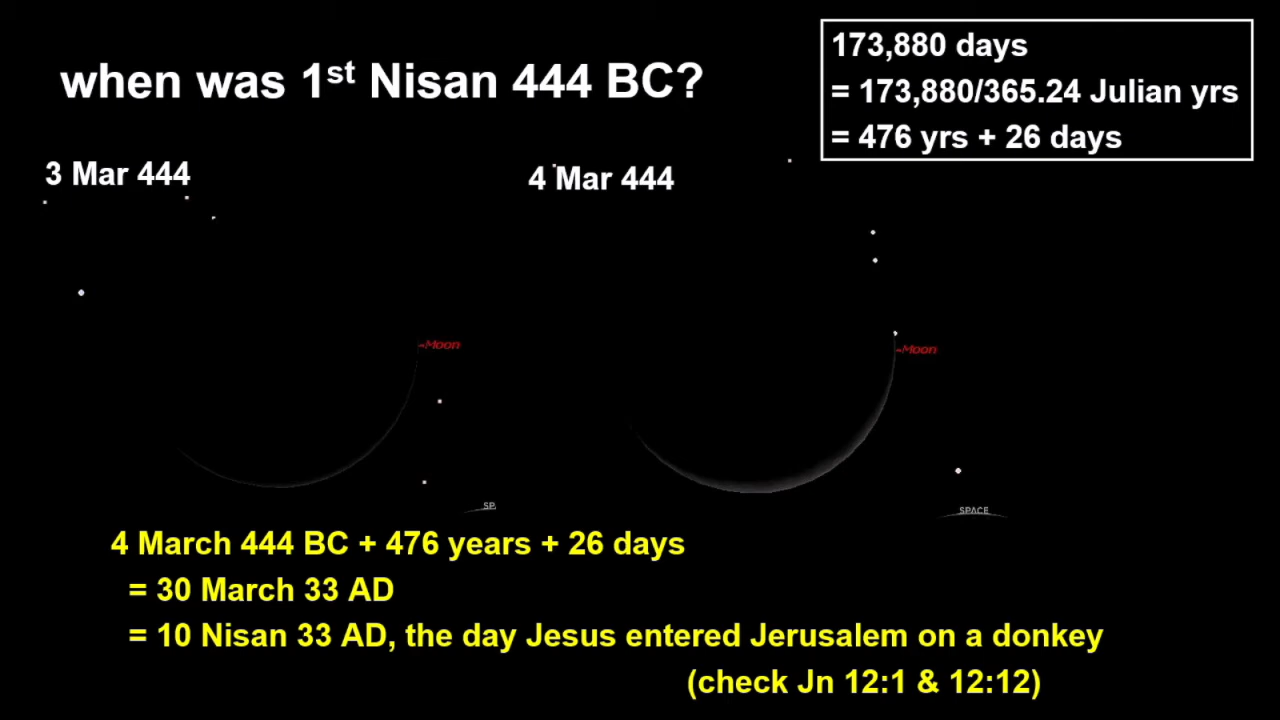 173,880 days
= 173,880/365.24 Julian yrs
= 476 yrs + 26 days
when was 1st Nisan 444 BC?
3 Mar 444
4 Mar 444
Moon
Moon
SP
SPACE
4 March 444 BC + 476 years + 26 days
= 30 March 33 AD
= 10 Nisan 33 AD, the day Jesus entered Jerusalem on a donkey
(check Jn 12:1 & 12:12)